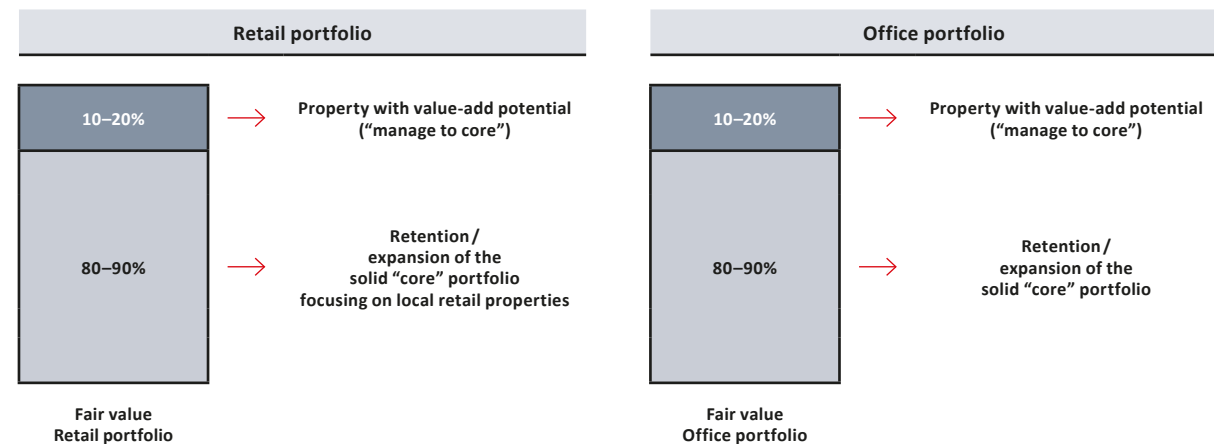 Retail portfolio
10–20%
Property with value-add potential
(“manage to core”)
80–90%
Retention /
expansion of the
solid “core” portfolio
focusing on local retail properties
Fair value
Retail portfolio
Office portfolio
10–20%
Property with value-add potential
(“manage to core”)
80–90%
Retention /
expansion of the
solid “core” portfolio
Fair value
Office portfolio